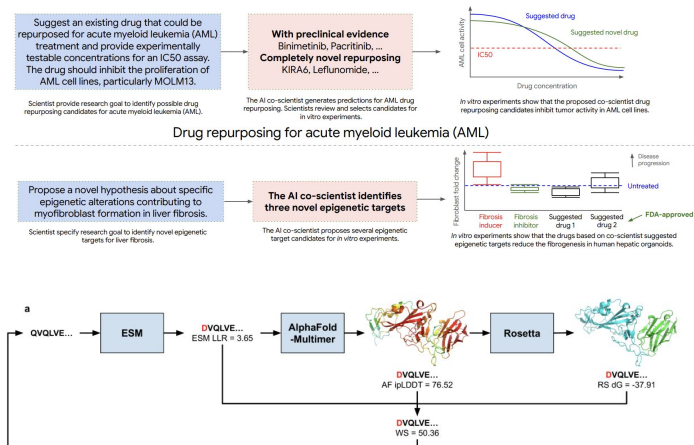 Suggest an existing drug that could be
repurposed for acute myeloid leukemia (AML)
treatment and provide experimentally
testable concentrations for an IC50 assay.
The drug should inhibit the proliferation of
AML cell lines, particularly MOLM13.
Scientist provide research goal to identify possible drug
repurposing candidates for acute myeloid leukemia (AML).
With preclinical evidence
Binimetinib, Pacritinib, ...
Completely novel repurposing
KIRA6, Leflunomide, ...
The AI co-scientist generates predictions for AML drug
repurposing. Scientists review and selects candidates for
in vitro experiments.
AML cell activity
Suggested drug
Suggested novel drug
IC50
Drug concentration
In vitro experiments show that the proposed co-scientist drug
repurposing candidates inhibit tumor activity in AML cell lines.
Drug repurposing for acute myeloid leukemia (AML)
Propose a novel hypothesis about specific
epigenetic alterations contributing to
myofibroblast formation in liver fibrosis.
Scientist specify research goal to identify novel epigenetic
targets for liver fibrosis.
The AI co-scientist identifies
three novel epigenetic targets
The AI co-scientist proposes several epigenetic
target candidates for in vitro experiments.
Fibroblast fold change
Disease
progression
Untreated
Fibrosis
inducer
Fibrosis
inhibitor
Suggested
drug 1
Suggested
drug 2
FDA-approved
In vitro experiments show that the drugs based on co-scientist suggested
epigenetic targets reduce the fibrogenesis in human hepatic organoids.
a
QVQLVE...
ESM
DVQLVE...
ESM LLR = 3.65
AlphaFold
-Multimer
DVQLVE...
AF ipLDDT = 76.52
Rosetta
DVQLVE...
RS dG = -37.91
DVQLVE...
WS = 50.36